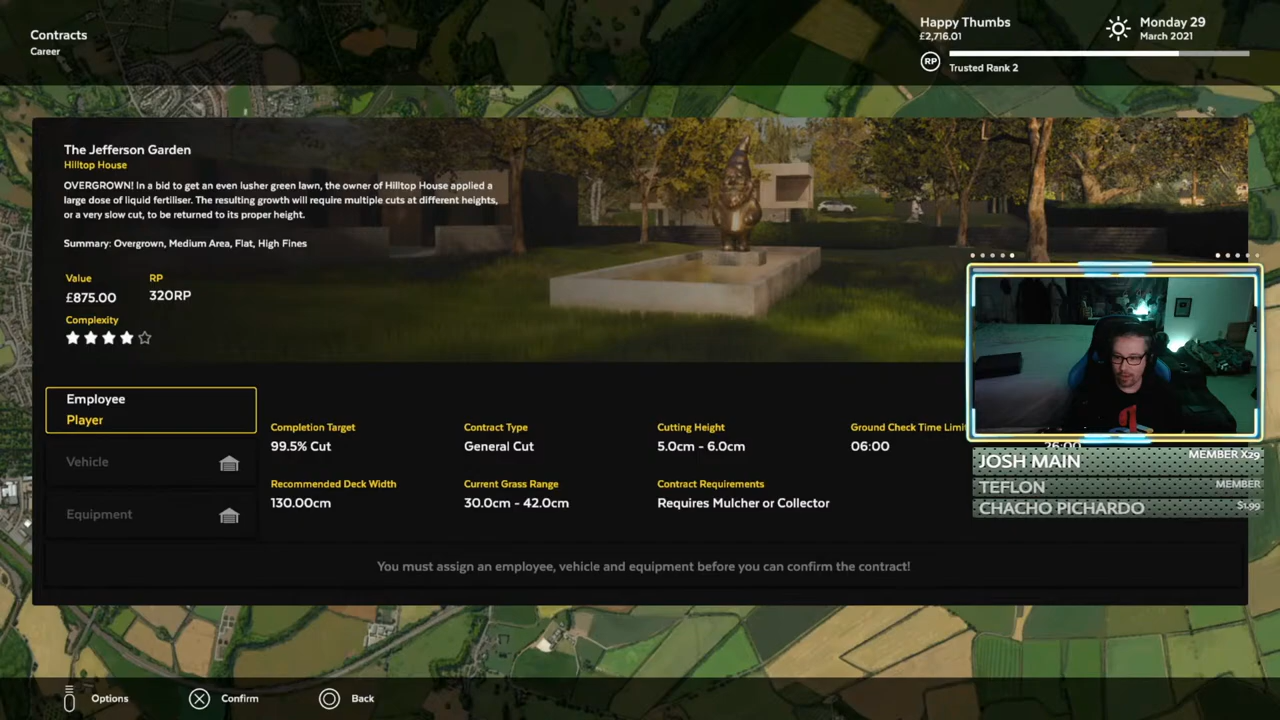 Contracts
Career
Happy Thumbs
£2,716.01
Monday 29
March 2021
RP
Trusted Rank 2
The Jefferson Garden
Hilltop House
OVERGROWN! In a bid to get an even lusher green lawn, the owner of Hilltop House applied a
large dose of liquid fertiliser. The resulting growth will require multiple cuts at different heights,
or a very slow cut, to be returned to its proper height.
Summary: Overgrown, Medium Area, Flat, High Fines
Value
RP
£875.00
320RP
Complexity
Employee
Player
Vehicle
Equipment
Completion Target
99.5% Cut
Contract Type
General Cut
Cutting Height
5.0cm - 6.0cm
Ground Check Time Limit
06:00
26:00
Recommended Deck Width
130.00cm
Current Grass Range
30.0cm - 42.0cm
Contract Requirements
Requires Mulcher or Collector
JOSH MAIN
MEMBER X29
TEFLON
MEMBER
CHACHO PICHARDO
$1.99
You must assign an employee, vehicle and equipment before you can confirm the contract!
Options
Confirm
Back